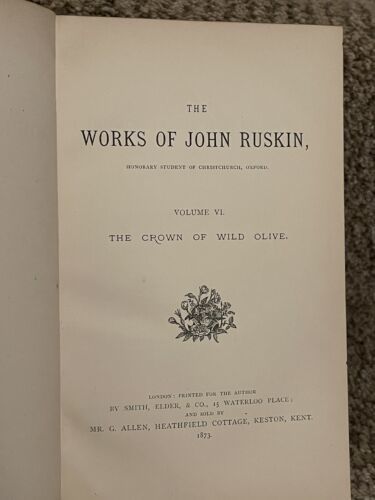 THE
WORKS OF JOHN RUSKIN,
HONORARY STUDENT OF CHRISTCHURCH, OXFORD.
VOLUME VI.
THE CROWN OF WILD OLIVE.
LONDON: PRINTED FOR THE AUTHOR
BY SMITH, ELDER, & CO., 15 WATERLOO PLACE;
AND SOLD BY
MR. G. ALLEN, HEATHFIELD COTTAGE, KESTON, KENT.
1873.